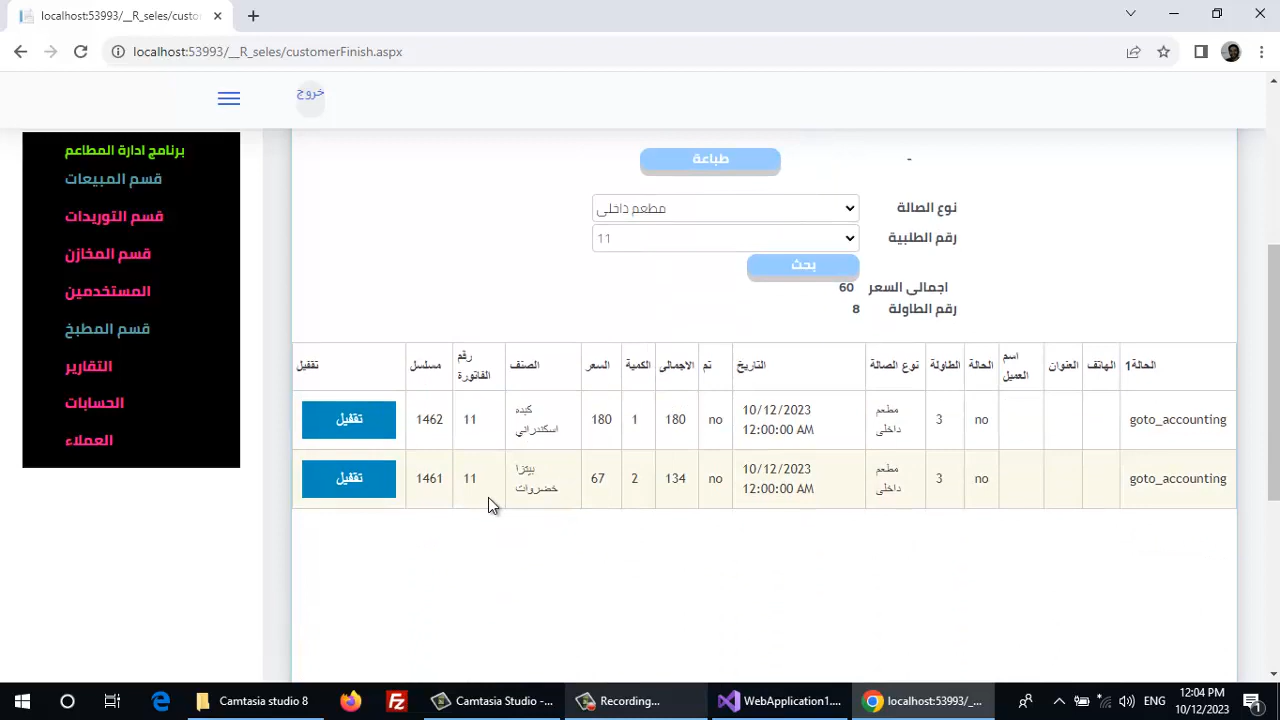 localhost:53993/__R_seles/custo
localhost:53993/__R_seles/customerFinish.aspx
خروج
برنامج ادارة المطاعم
قسم المبيعات
قسم التوريدات
قسم المخازن
المستخدمين
قسم المطبخ
التقارير
الحسابات
العملاء
طباعة
-
نوع الصالة مطعم داخلى
رقم الطلبية 11
بحث
اجمالى السعر 60
رقم الطاولة 8
تقفيل مسلسل رقم الفاتورة الصنف السعر الكمية الاجمالى تم التاريخ نوع الصالة الطاولة الحالة اسم العميل العنوان الهاتف الحالة1
تقفيل 1462 11 كبده اسكندراني 180 1 180 no 10/12/2023 12:00:00 AM مطعم داخلى 3 no goto_accounting
تقفيل 1461 11 بيتزا خضروات 67 2 134 no 10/12/2023 12:00:00 AM مطعم داخلى 3 no goto_accounting
Camtasia studio 8
Camtasia Studio -...
Recording...
WebApplication1....
localhost:53993/_...
ENG
12:04 PM
10/12/2023
1